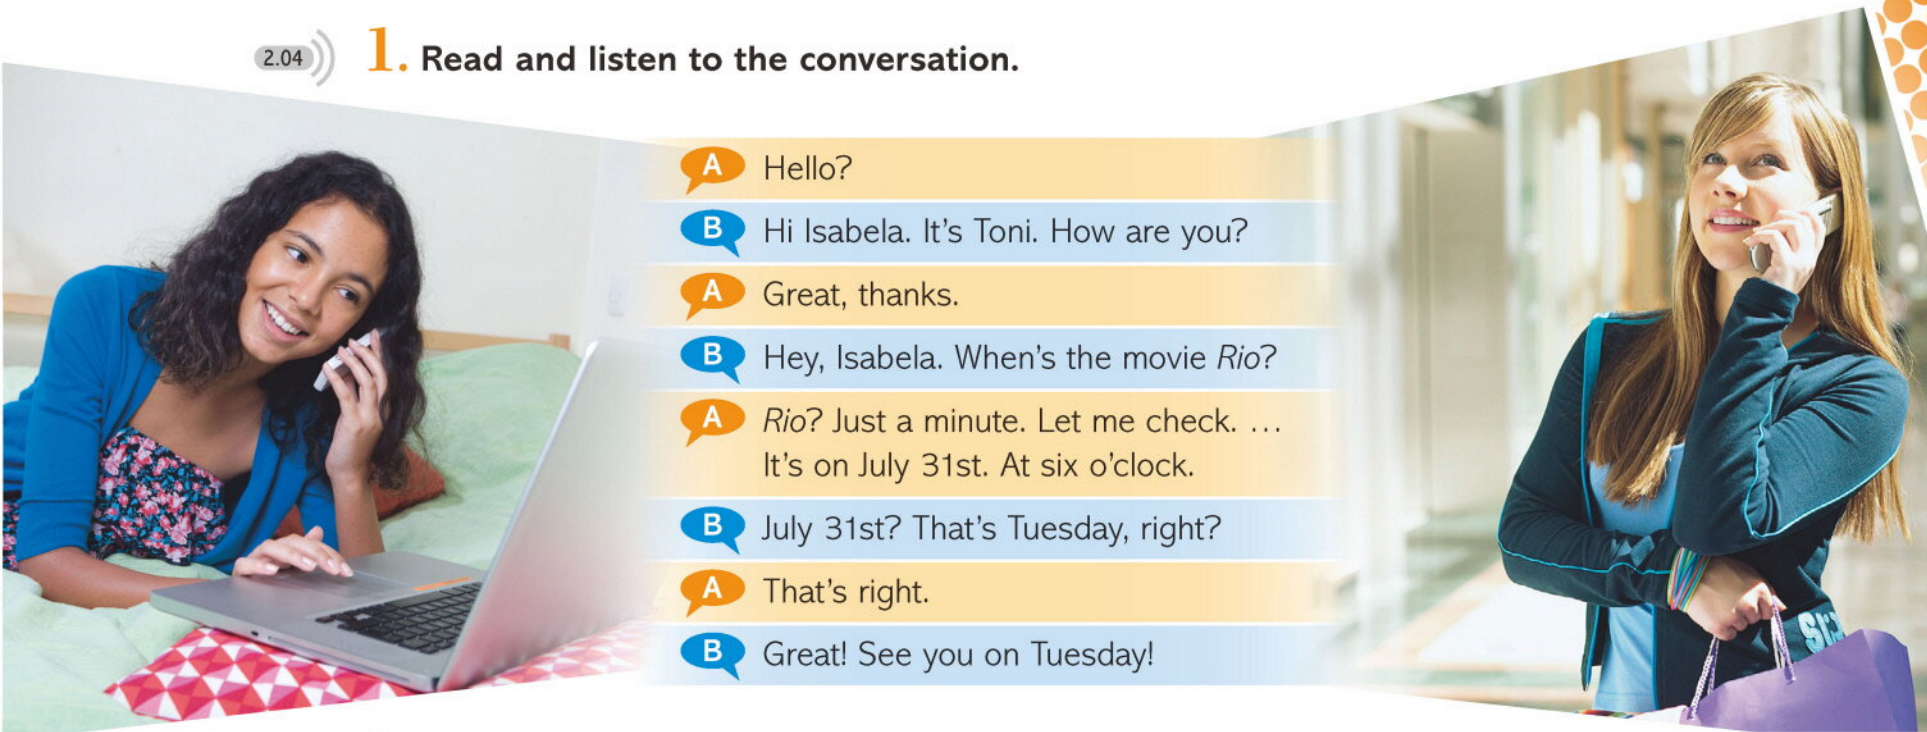 2.04
1. Read and listen to the conversation.
A Hello?
B Hi Isabela. It's Toni. How are you?
A Great, thanks.
B Hey, Isabela. When's the movie Rio?
A Rio? Just a minute. Let me check. ...
It's on July 31st. At six o'clock.
B July 31st? That's Tuesday, right?
A That's right.
B Great! See you on Tuesday!